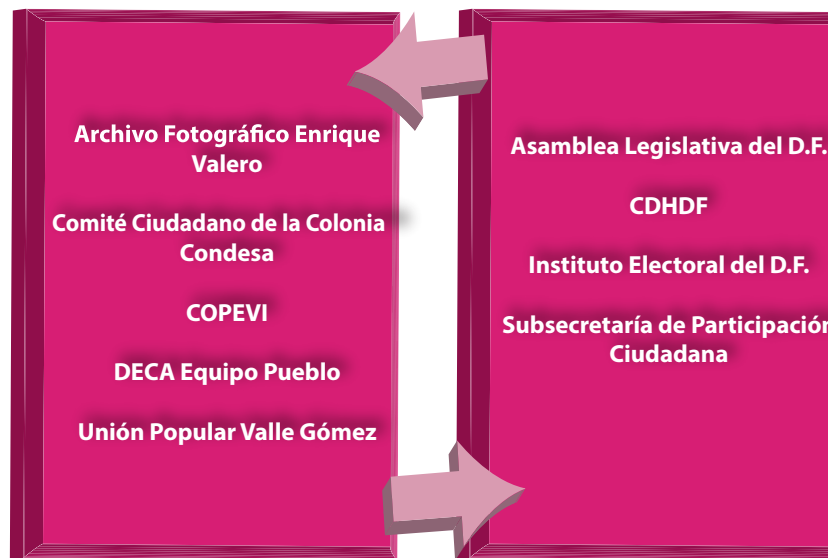 Archivo Fotográfico Enrique
Valero
Comité Ciudadano de la Colonia
Condesa
COPEVI
DECA Equipo Pueblo
Unión Popular Valle Gómez
Asamblea Legislativa del D.F.
CDHDF
Instituto Electoral del D.F.
Subsecretaría de Participación
Ciudadana